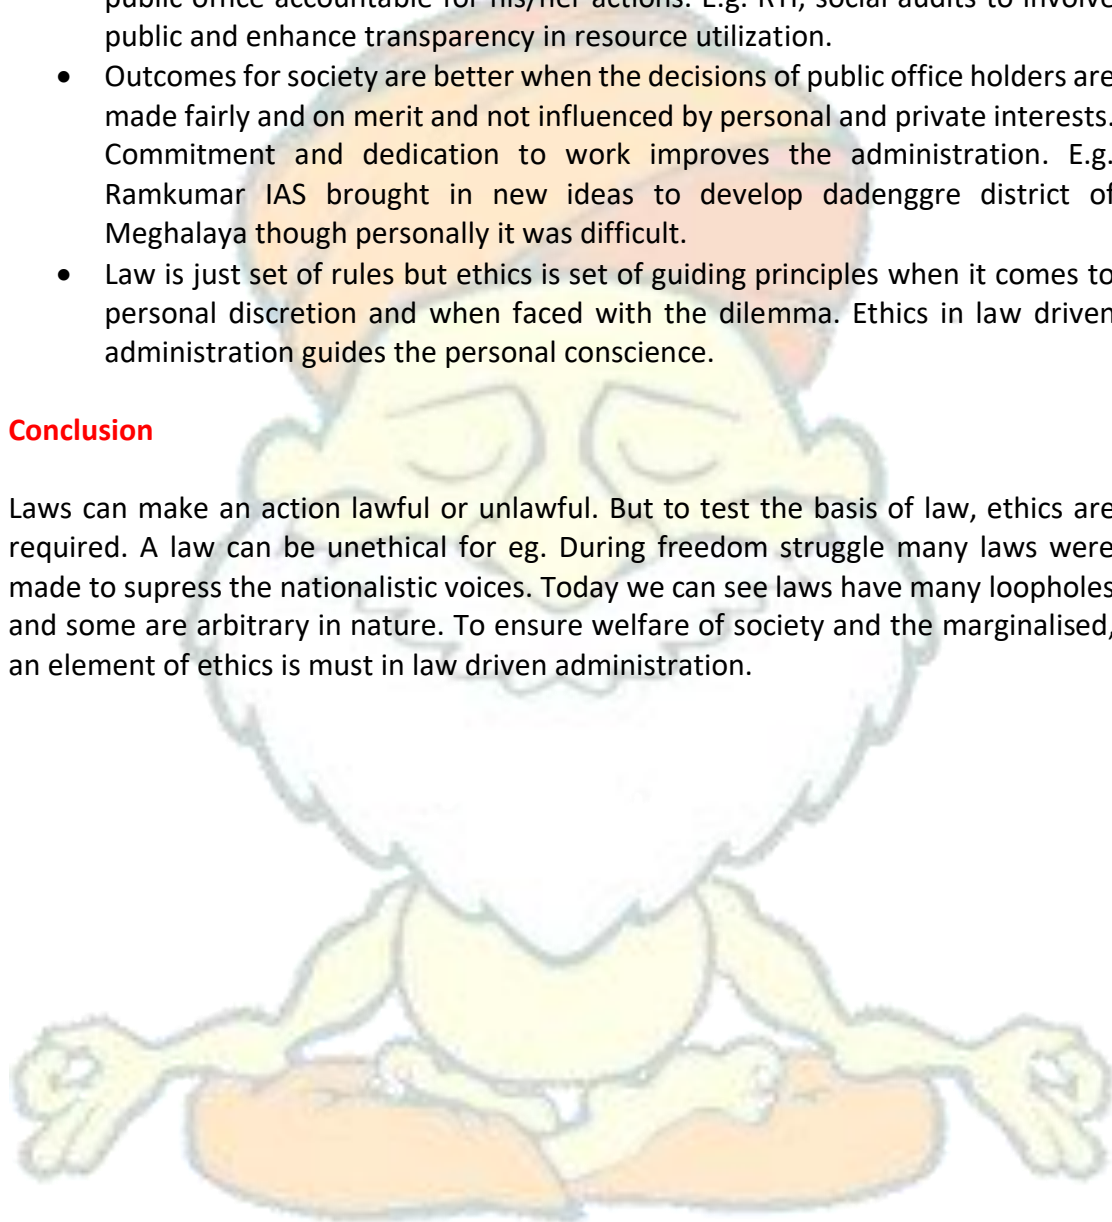 public office accountable for his/her actions. E.g. RTI, social audits to involve
public and enhance transparency in resource utilization.
• Outcomes for society are better when the decisions of public office holders are
made fairly and on merit and not influenced by personal and private interests.
Commitment and dedication to work improves the administration. E.g.
Ramkumar IAS brought in new ideas to develop dadenggre district of
Meghalaya though personally it was difficult.
• Law is just set of rules but ethics is set of guiding principles when it comes to
personal discretion and when faced with the dilemma. Ethics in law driven
administration guides the personal conscience.
Conclusion
Laws can make an action lawful or unlawful. But to test the basis of law, ethics are
required. A law can be unethical for eg. During freedom struggle many laws were
made to supress the nationalistic voices. Today we can see laws have many loopholes
and some are arbitrary in nature. To ensure welfare of society and the marginalised,
an element of ethics is must in law driven administration.